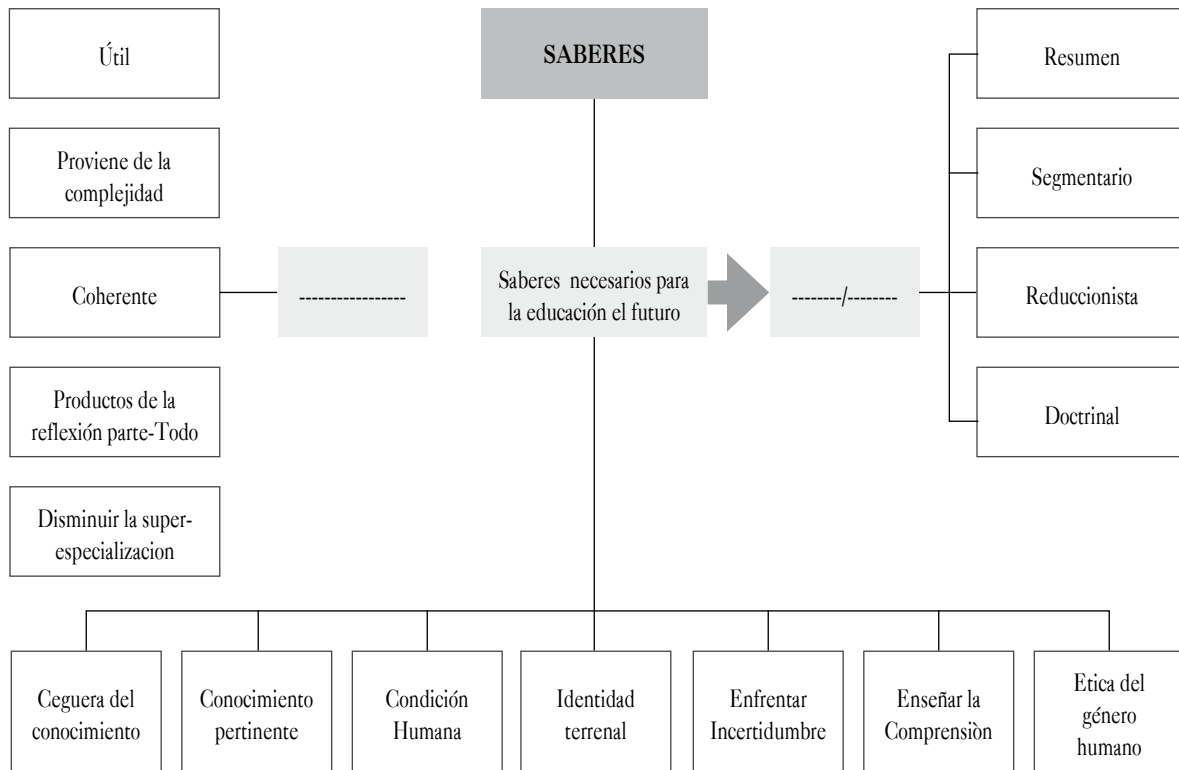 SABERES
Útil
Proviene de la
complejidad
Coherente
Productos de la
reflexión parte-Todo
Disminuir la super-
especializacion
-----------------
Saberes necesarios para
la educación el futuro
--------/--------
Resumen
Segmentario
Reduccionista
Doctrinal
Ceguera del
conocimiento
Conocimiento
pertinente
Condición
Humana
Identidad
terrenal
Enfrentar
Incertidumbre
Enseñar la
Comprensiòn
Etica del
género
humano